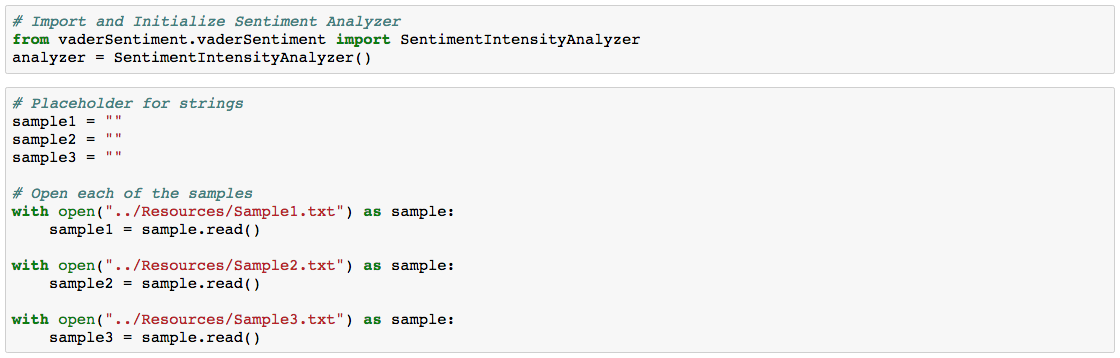 # Import and Initialize Sentiment Analyzer
from vaderSentiment.vaderSentiment import SentimentIntensityAnalyzer
analyzer = SentimentIntensityAnalyzer()
# Placeholder for strings
sample1 = ""
sample2 = ""
sample3 = ""
# Open each of the samples
with open("../Resources/Sample1.txt") as sample:
    sample1 = sample.read()
with open("../Resources/Sample2.txt") as sample:
    sample2 = sample.read()
with open("../Resources/Sample3.txt") as sample:
    sample3 = sample.read()